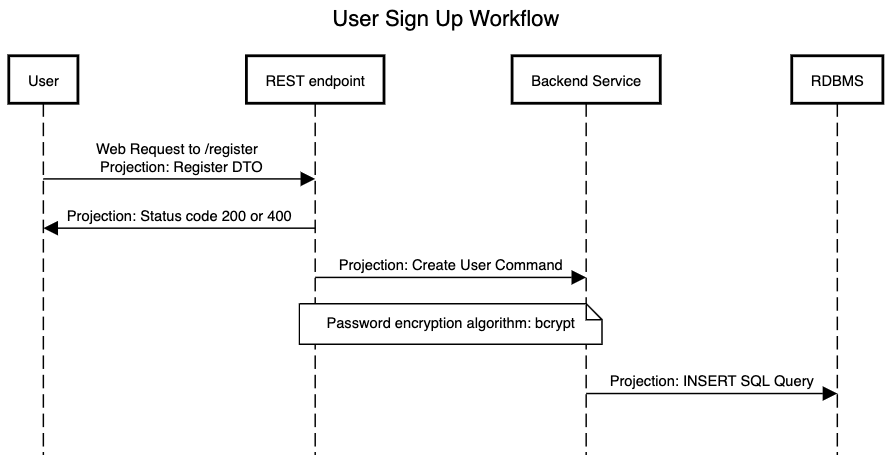 User Sign Up Workflow
User
REST endpoint
Backend Service
RDBMS
Web Request to /register
Projection: Register DTO
Projection: Status code 200 or 400
Projection: Create User Command
Password encryption algorithm: bcrypt
Projection: INSERT SQL Query